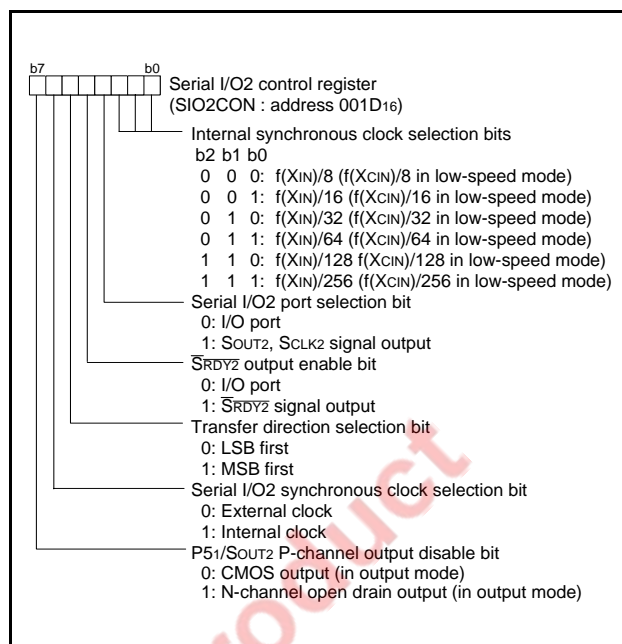 b7 b0
Serial I/O2 control register
(SIO2CON : address 001D16)
Internal synchronous clock selection bits
b2 b1 b0
0 0 0: f(XIN)/8 (f(XCIN)/8 in low-speed mode)
0 0 1: f(XIN)/16 (f(XCIN)/16 in low-speed mode)
0 1 0: f(XIN)/32 (f(XCIN)/32 in low-speed mode)
0 1 1: f(XIN)/64 (f(XCIN)/64 in low-speed mode)
1 1 0: f(XIN)/128 f(XCIN)/128 in low-speed mode)
1 1 1: f(XIN)/256 (f(XCIN)/256 in low-speed mode)
Serial I/O2 port selection bit
0: I/O port
1: SOUT2, SCLK2 signal output
SRDY2 output enable bit
0: I/O port
1: SRDY2 signal output
Transfer direction selection bit
0: LSB first
1: MSB first
Serial I/O2 synchronous clock selection bit
0: External clock
1: Internal clock
P51/SOUT2 P-channel output disable bit
0: CMOS output (in output mode)
1: N-channel open drain output (in output mode)
roduct